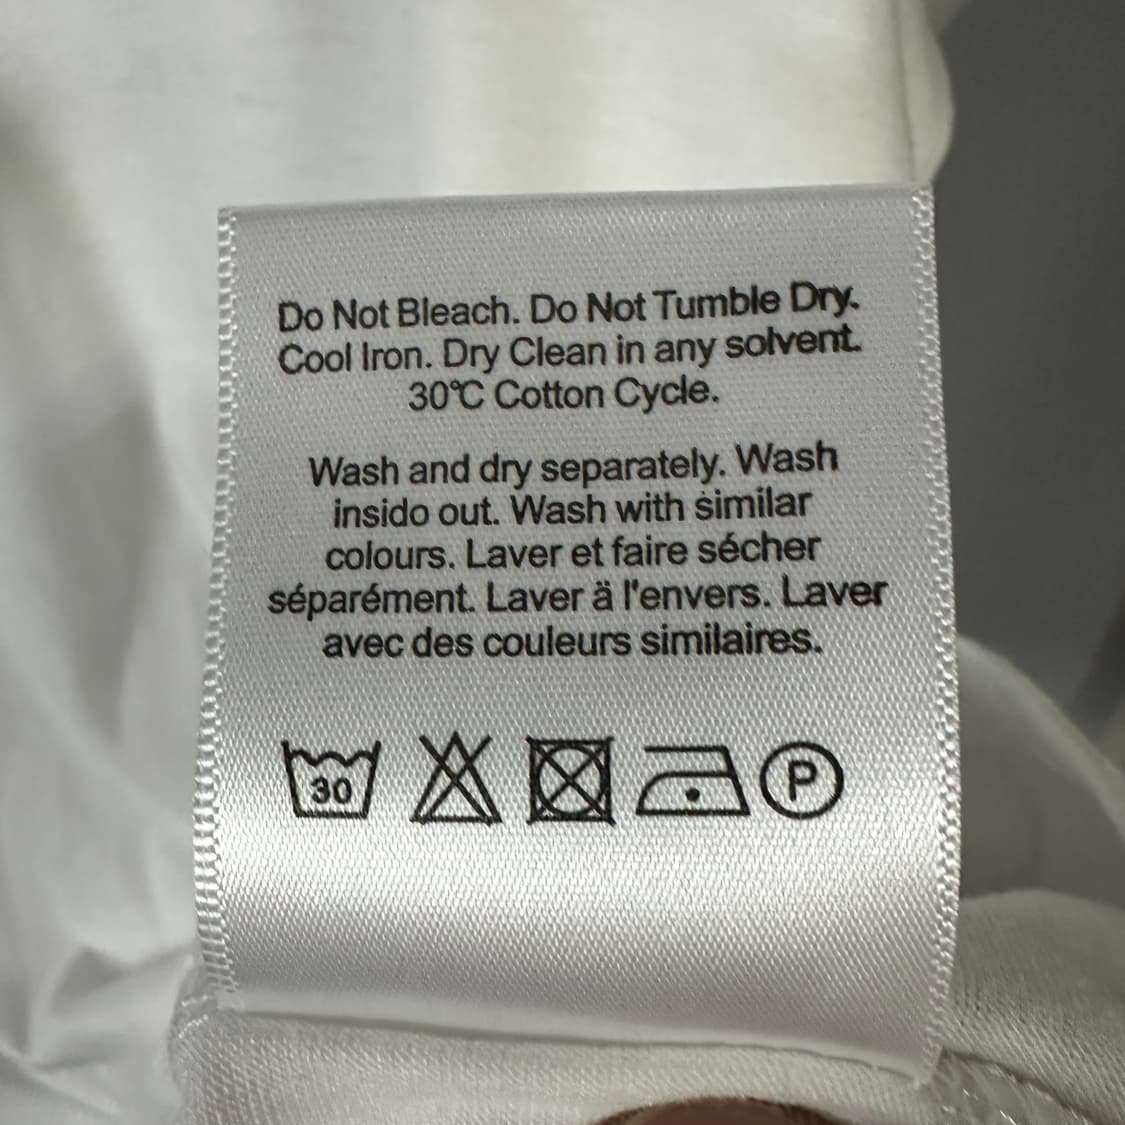 Do Not Bleach. Do Not Tumble Dry.
Cool Iron. Dry Clean in any solvent.
30℃ Cotton Cycle.
Wash and dry separately. Wash
insido out. Wash with similar
colours. Laver et faire sécher
séparément. Laver ä l'envers. Laver
avec des couleurs similaires.
30 P